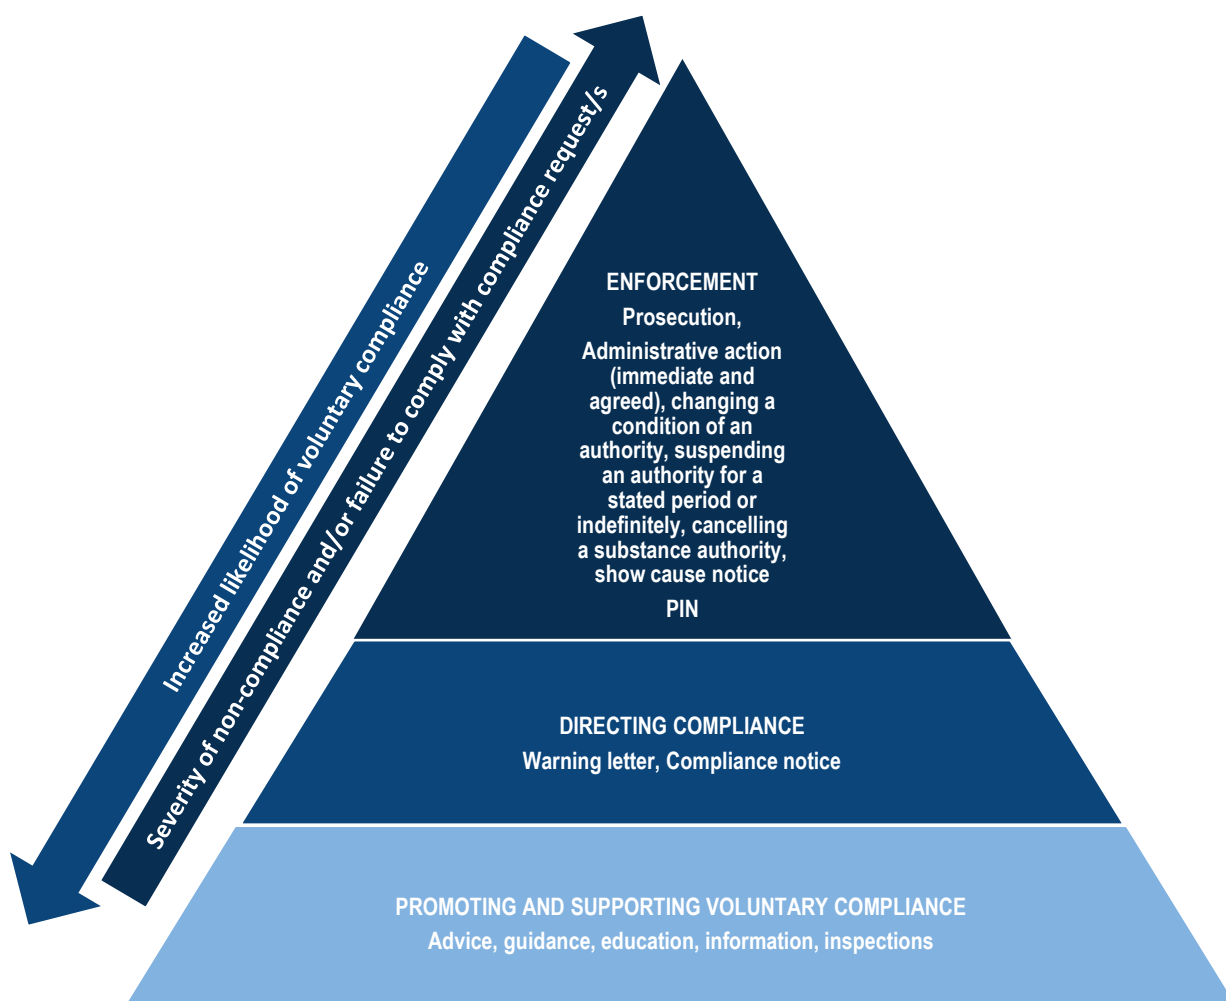 Increased likelihood of voluntary compliance
Severity of non-compliance and/or failure to comply with compliance request/s
ENFORCEMENT
Prosecution,
Administrative action
(immediate and
agreed), changing a
condition of an
authority, suspending
an authority for a
stated period or
indefinitely, cancelling
a substance authority,
show cause notice
PIN
DIRECTING COMPLIANCE
Warning letter, Compliance notice
PROMOTING AND SUPPORTING VOLUNTARY COMPLIANCE
Advice, guidance, education, information, inspections